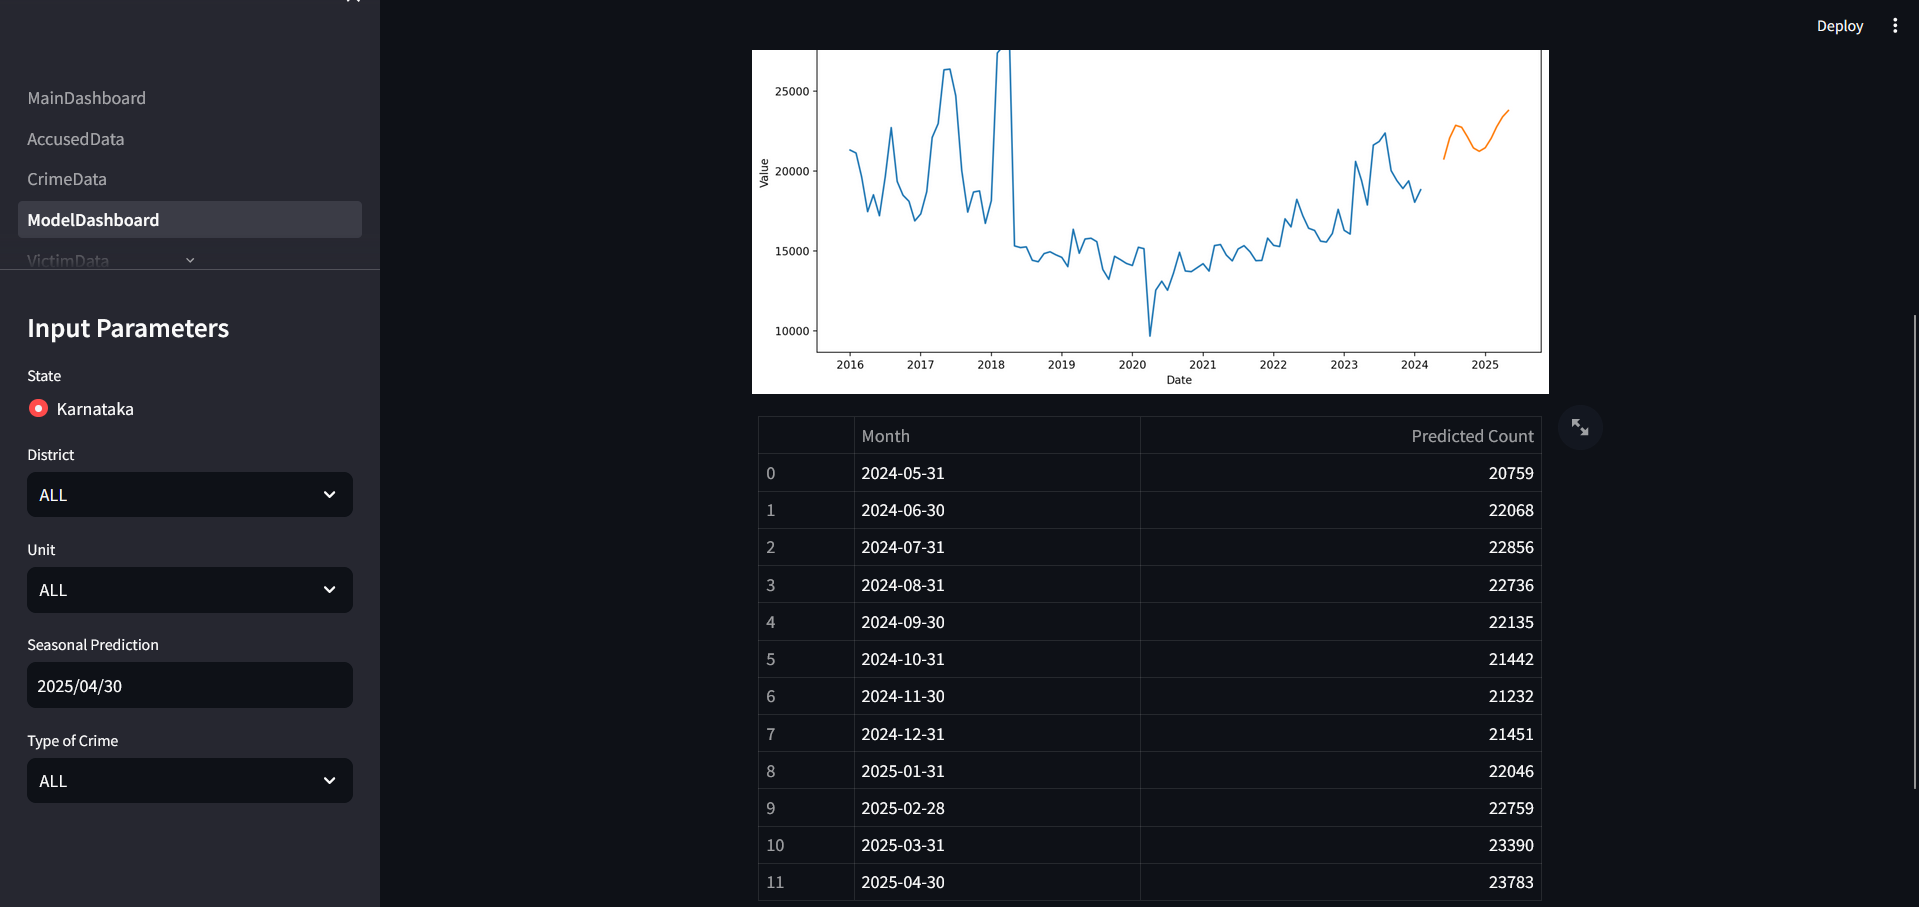 Deploy
MainDashboard
AccusedData
CrimeData
ModelDashboard
VictimData
Input Parameters
State
Karnataka
District
ALL
Unit
ALL
Seasonal Prediction
2025/04/30
Type of Crime
ALL
25000
20000
15000
10000
Value
2016 2017 2018 2019 2020 2021 2022 2023 2024 2025
Date
Month Predicted Count
0 2024-05-31 20759
1 2024-06-30 22068
2 2024-07-31 22856
3 2024-08-31 22736
4 2024-09-30 22135
5 2024-10-31 21442
6 2024-11-30 21232
7 2024-12-31 21451
8 2025-01-31 22046
9 2025-02-28 22759
10 2025-03-31 23390
11 2025-04-30 23783